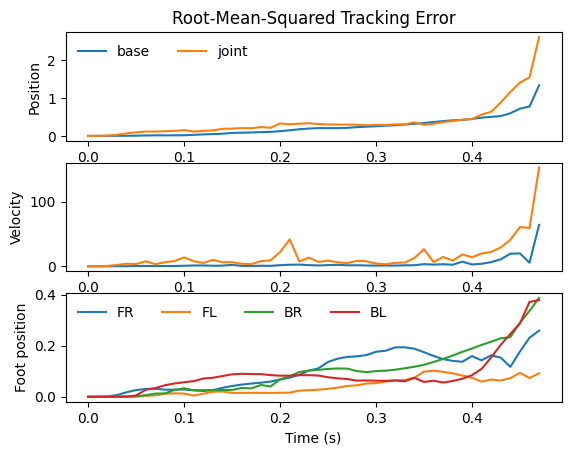 Root-Mean-Squared Tracking Error
Position
2
1
0
base
joint
0.0 0.1 0.2 0.3 0.4
Velocity
100
0
0.0 0.1 0.2 0.3 0.4
Foot position
0.4
0.2
0.0
FR
FL
BR
BL
0.0 0.1 0.2 0.3 0.4
Time (s)